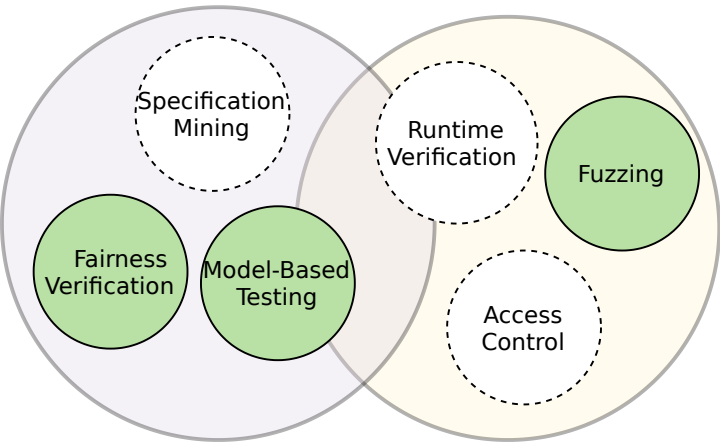 Specification
Mining
Runtime
Verification
Fuzzing
Fairness
Verification
Model-Based
Testing
Access
Control